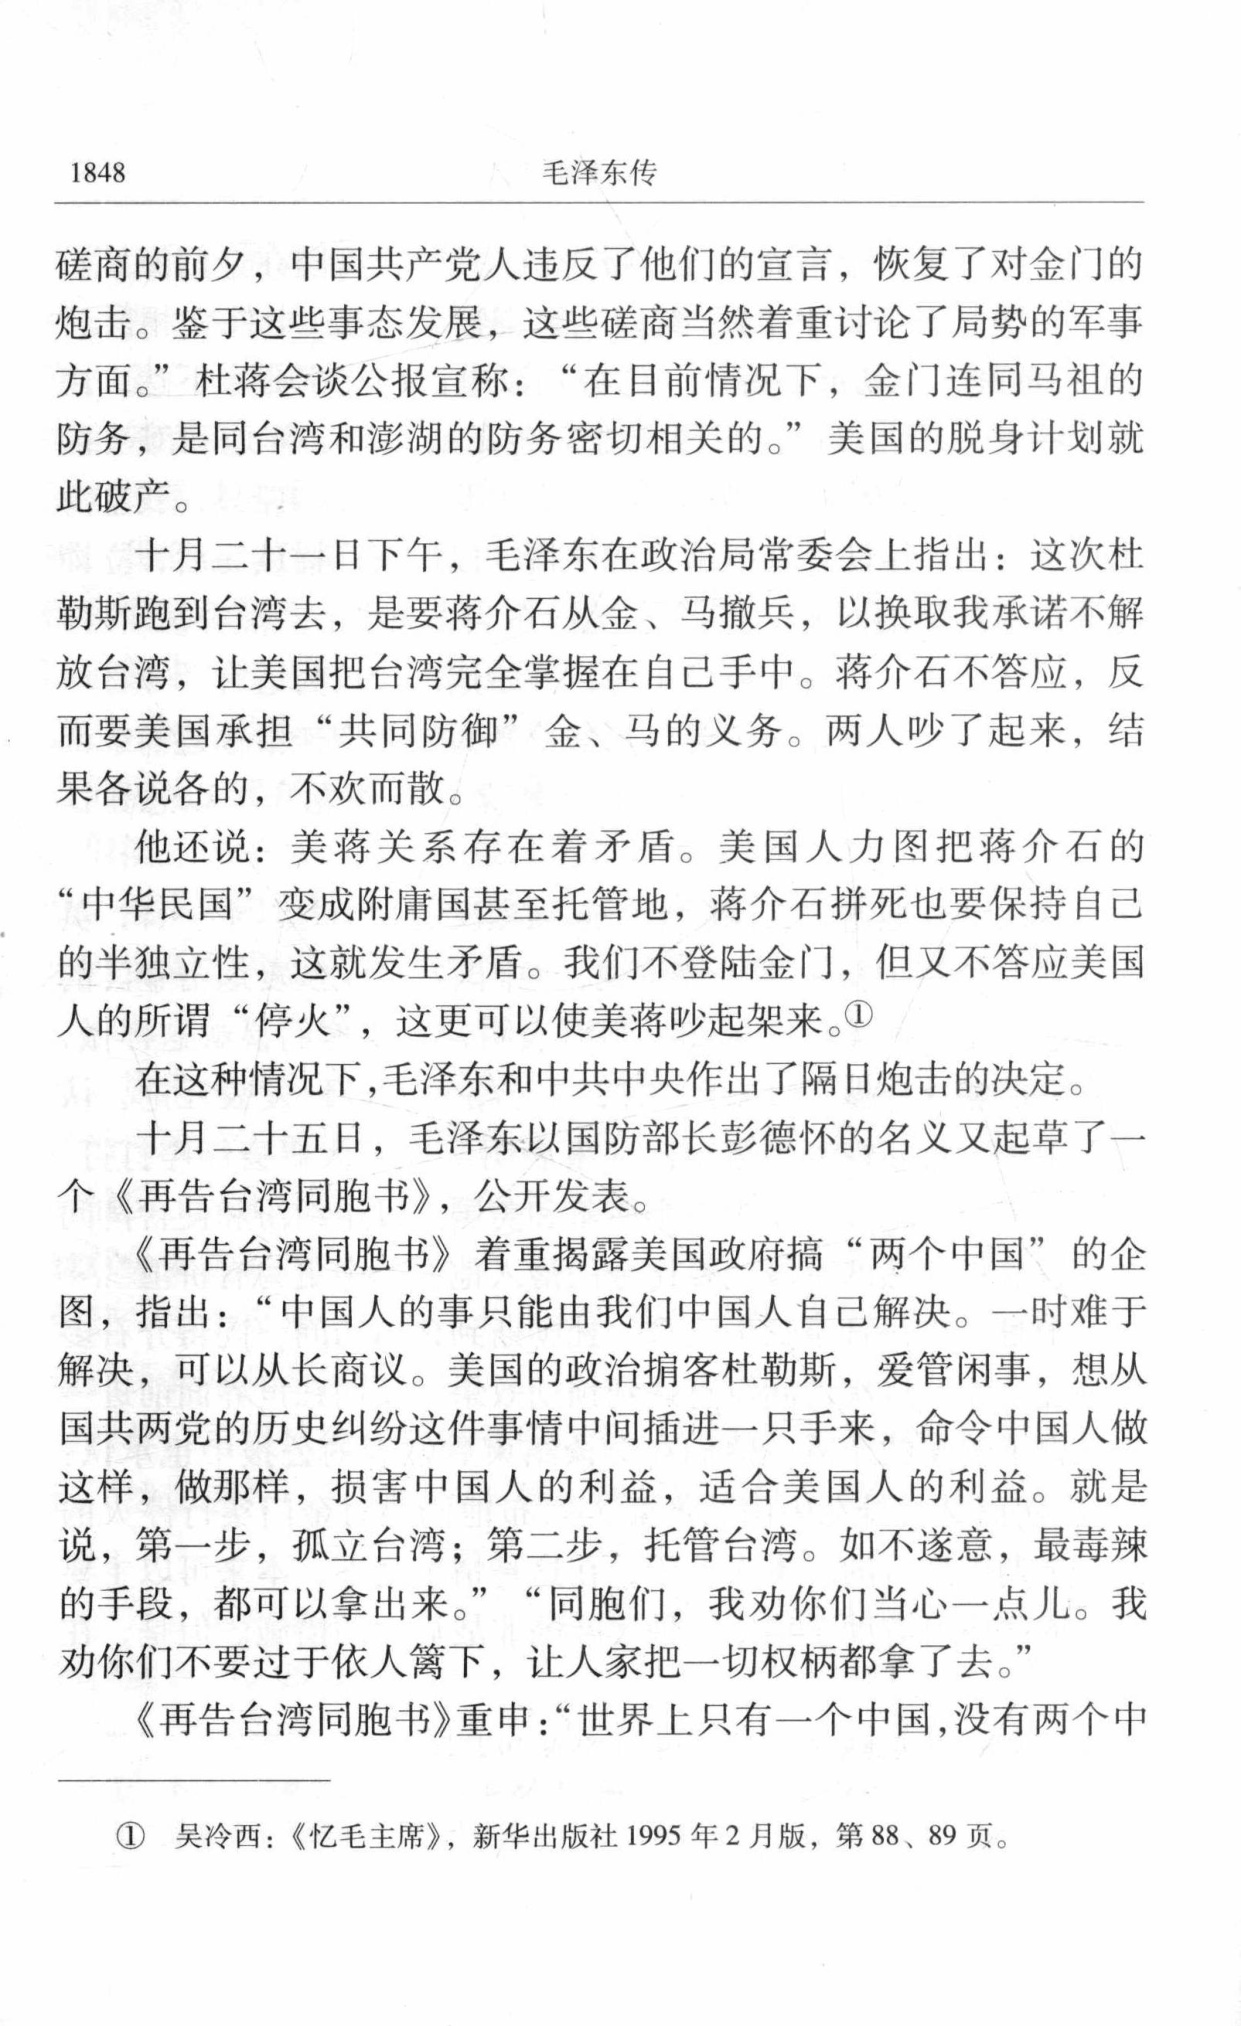 1848
毛泽东传
磋商的前夕，中国共产党人违反了他们的宣言，恢复了对金门的
炮击。鉴于这些事态发展，这些磋商当然着重讨论了局势的军事
方面。”杜蒋会谈公报宣称：“在目前情况下，金门连同马祖的
防务，是同台湾和澎湖的防务密切相关的。”美国的脱身计划就
此破产。
十月二十一日下午，毛泽东在政治局常委会上指出：这次杜
勒斯跑到台湾去，是要蒋介石从金、马撤兵，以换取我承诺不解
放台湾，让美国把台湾完全掌握在自己手中。蒋介石不答应，反
而要美国承担“共同防御”金、马的义务。两人吵了起来，结
果各说各的，不欢而散。
他还说：美蒋关系存在着矛盾。美国人力图把蒋介石的
“中华民国”变成附庸国甚至托管地，蒋介石拼死也要保持自己
的半独立性，这就发生矛盾。我们不登陆金门，但又不答应美国
人的所谓“停火”，这更可以使美蒋吵起架来。①
在这种情况下，毛泽东和中共中央作出了隔日炮击的决定。
十月二十五日，毛泽东以国防部长彭德怀的名义又起草了一
个《再告台湾同胞书》，公开发表。
《再告台湾同胞书》着重揭露美国政府搞“两个中国”的企
图，指出：“中国人的事只能由我们中国人自己解决。一时难于
解决，可以从长商议。美国的政治掮客杜勒斯，爱管闲事，想从
国共两党的历史纠纷这件事情中间插进一只手来，命令中国人做
这样，做那样，损害中国人的利益，适合美国人的利益。就是
说，第一步，孤立台湾；第二步，托管台湾。如不遂意，最毒辣
的手段，都可以拿出来。”“同胞们，我劝你们当心一点儿。我
劝你们不要过于依人篱下，让人家把一切权柄都拿了去。”
《再告台湾同胞书》重申：“世界上只有一个中国，没有两个中
① 吴冷西：《忆毛主席》，新华出版社 1995 年 2 月版，第 88、89 页。